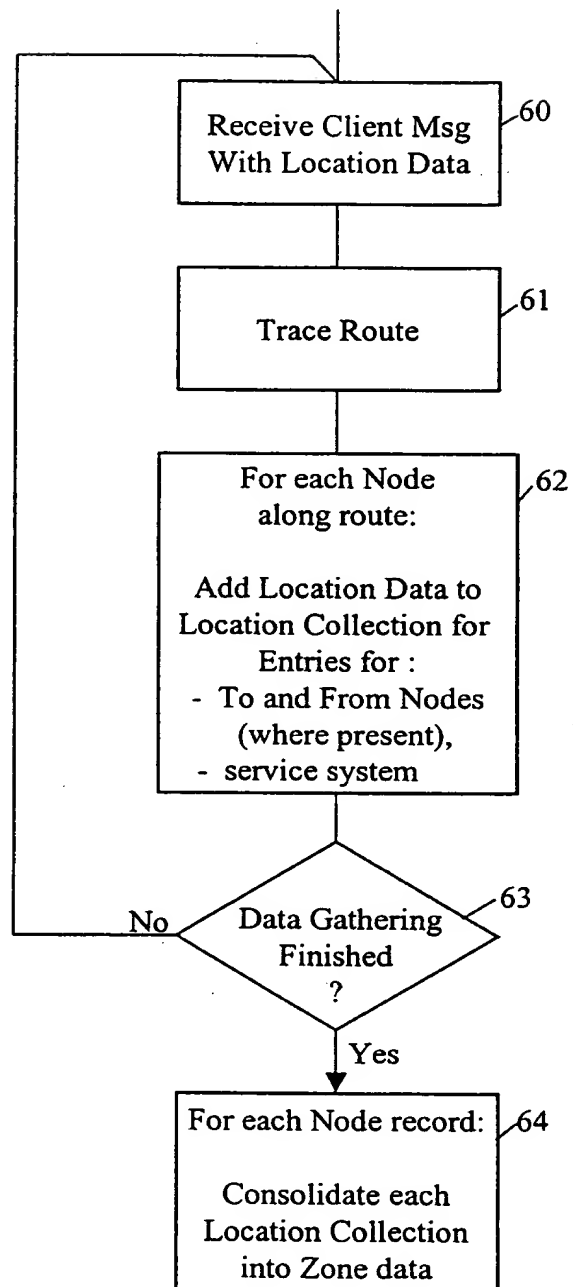 Receive Client Msg
With Location Data
60
Trace Route
61
For each Node
along route:
Add Location Data to
Location Collection for
Entries for :
- To and From Nodes
(where present),
- service system
62
Data Gathering
Finished
?
63
No
Yes
For each Node record:
Consolidate each
Location Collection
into Zone data
64